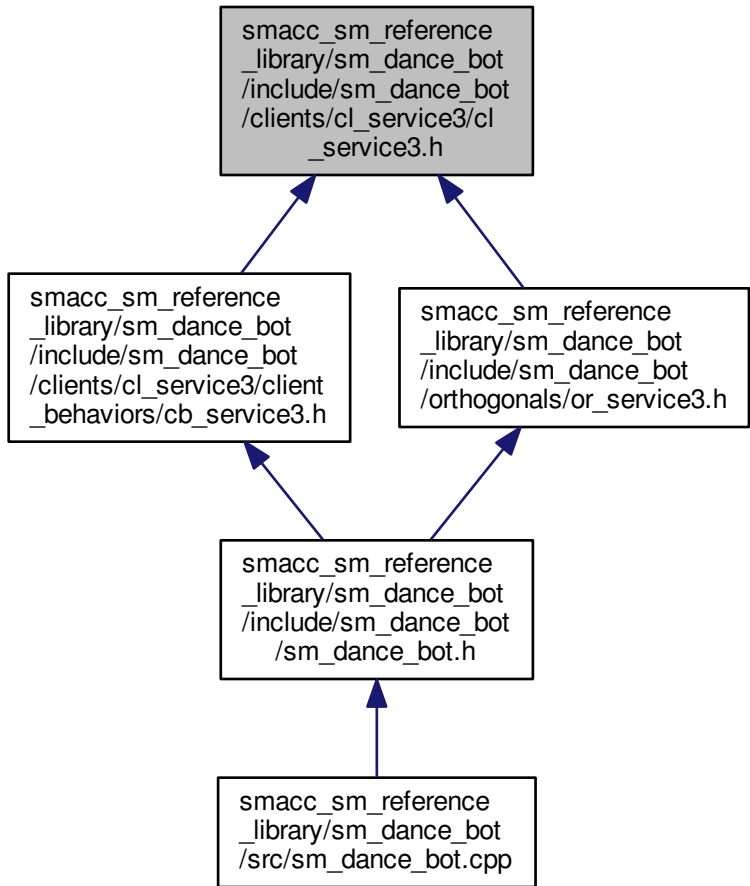 smacc_sm_reference
_library/sm_dance_bot
/include/sm_dance_bot
/clients/cl_service3/cl
_service3.h
smacc_sm_reference
_library/sm_dance_bot
/include/sm_dance_bot
/clients/cl_service3/client
_behaviors/cb_service3.h
smacc_sm_reference
_library/sm_dance_bot
/include/sm_dance_bot
/orthogonals/or_service3.h
smacc_sm_reference
_library/sm_dance_bot
/include/sm_dance_bot
/sm_dance_bot.h
smacc_sm_reference
_library/sm_dance_bot
/src/sm_dance_bot.cpp